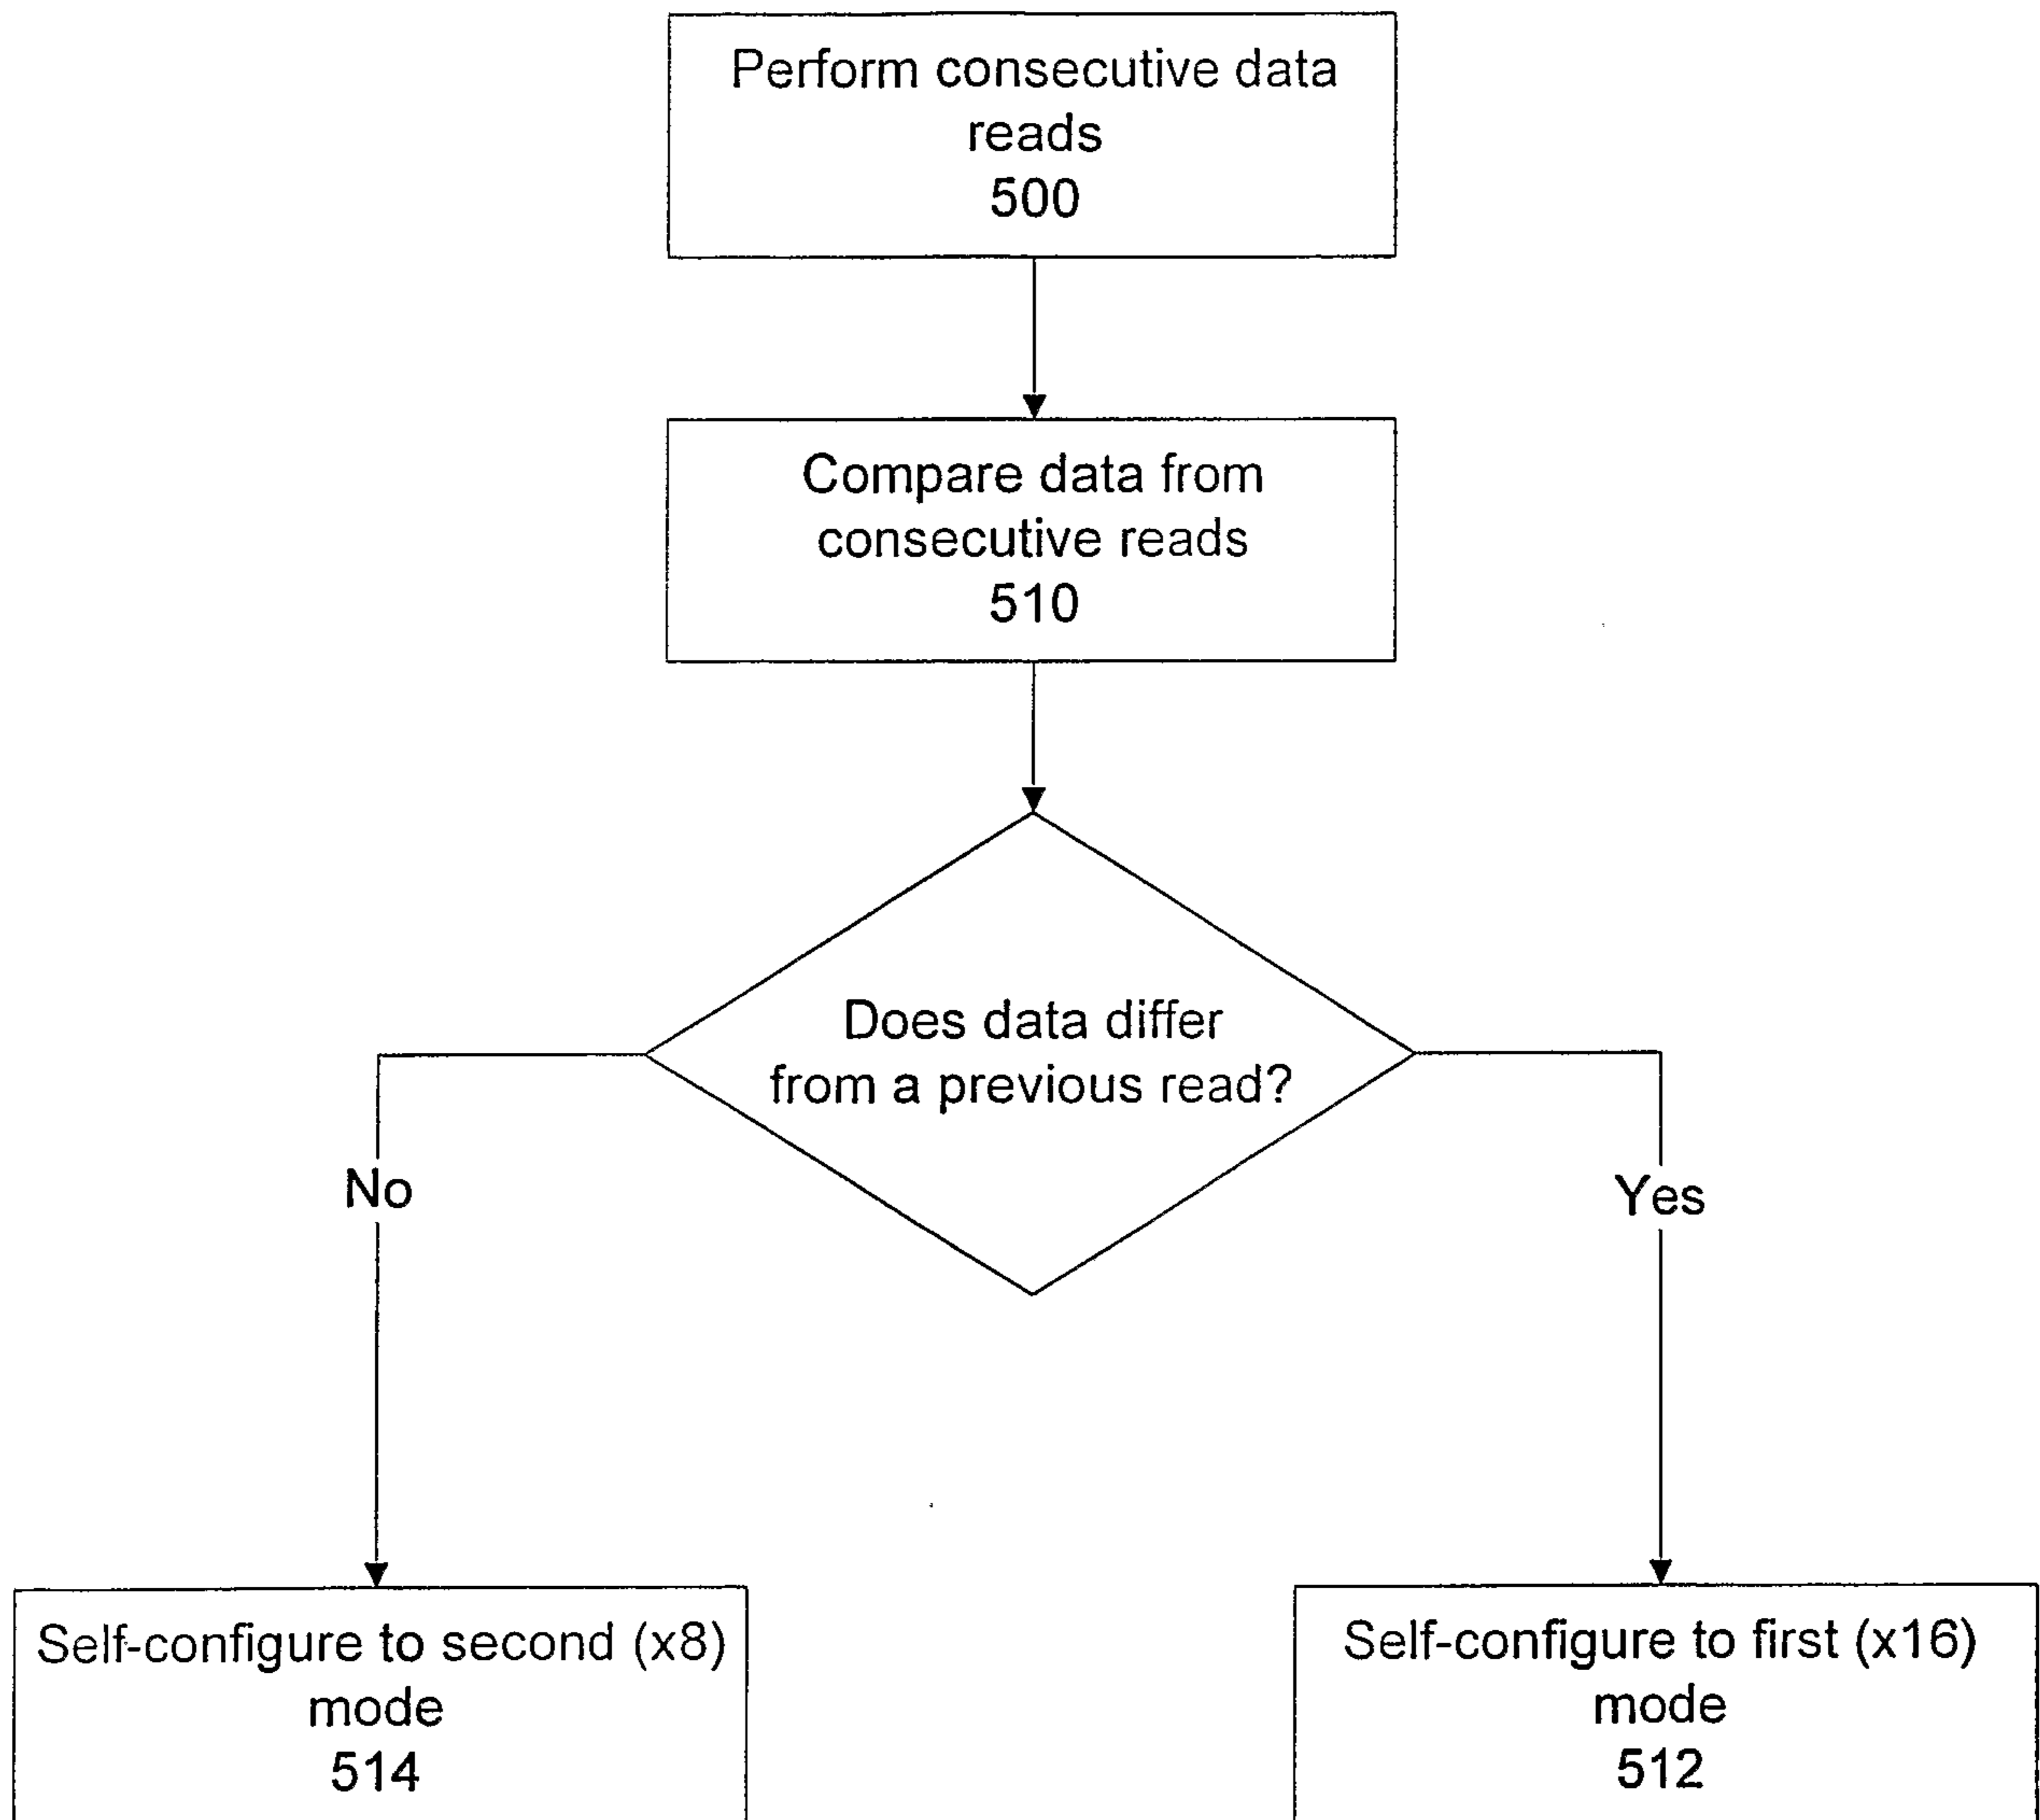 Perform consecutive data
reads
500
Compare data from
consecutive reads
510
Does data differ
from a previous read?
No
Yes
Self-configure to second (x8)
mode
514
Self-configure to first (x16)
mode
512